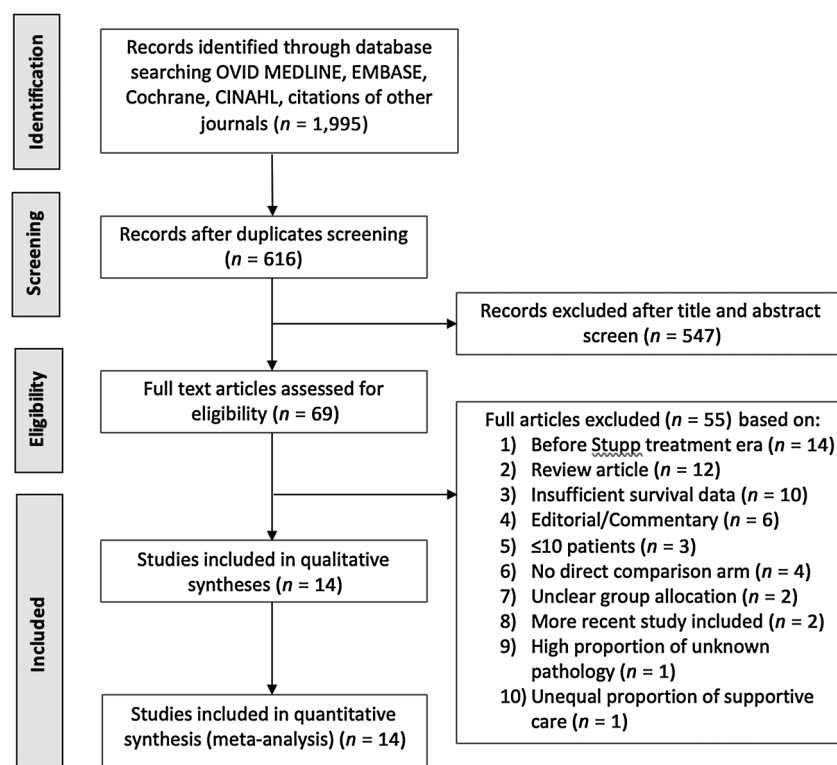 Identification
Records identified through database
searching OVID MEDLINE, EMBASE,
Cochrane, CINAHL, citations of other
journals (n = 1,995)
Screening
Records after duplicates screening
(n = 616)
Records excluded after title and abstract
screen (n = 547)
Eligibility
Full text articles assessed for
eligibility (n = 69)
Full articles excluded (n = 55) based on:
1) Before Stupp treatment era (n = 14)
2) Review article (n = 12)
3) Insufficient survival data (n = 10)
4) Editorial/Commentary (n = 6)
5) ≤10 patients (n = 3)
6) No direct comparison arm (n = 4)
7) Unclear group allocation (n = 2)
8) More recent study included (n = 2)
9) High proportion of unknown
pathology (n = 1)
10) Unequal proportion of supportive
care (n = 1)
Included
Studies included in qualitative
syntheses (n = 14)
Studies included in quantitative
synthesis (meta-analysis) (n = 14)